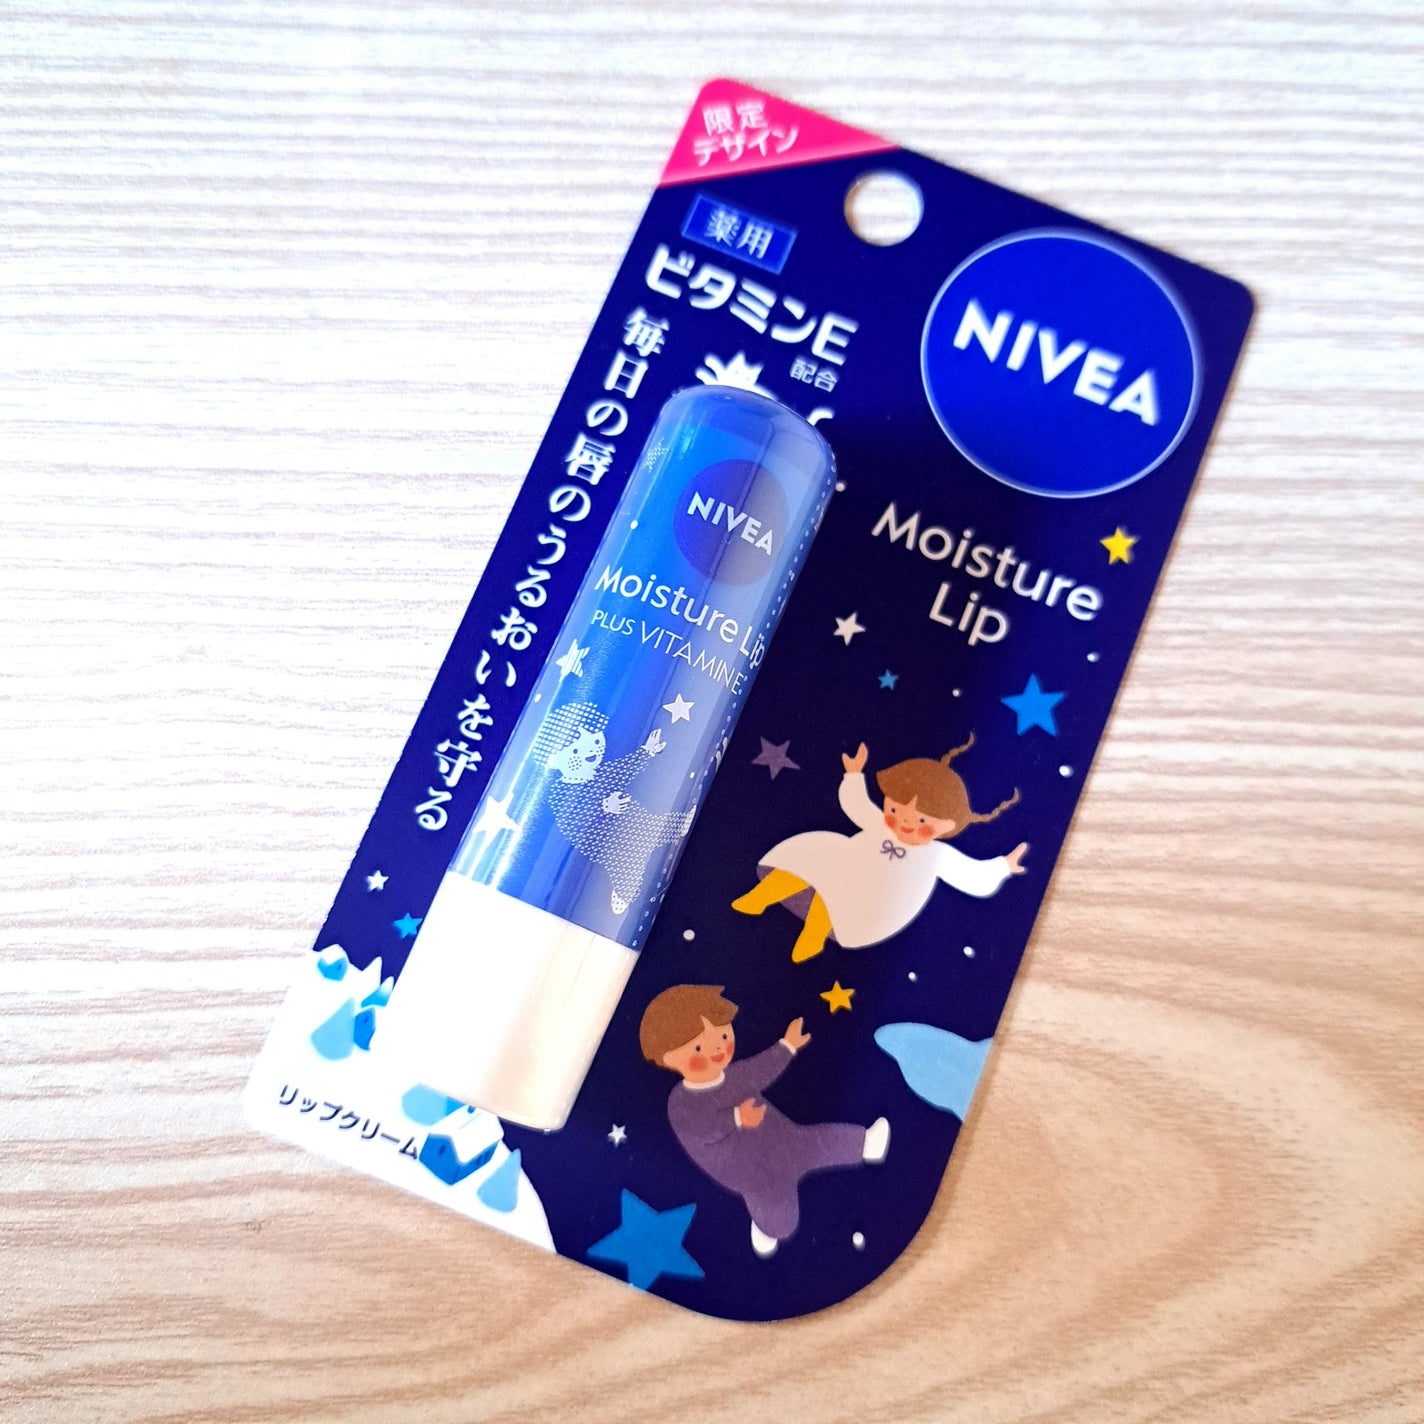 限定
デザイン
薬用
ビタミンE
配合
毎日の唇のうるおいを守る
NIVEA
Moisture
Lip
NIVEA
Moisture Lip
PLUS VITAMIN E
リップクリーム